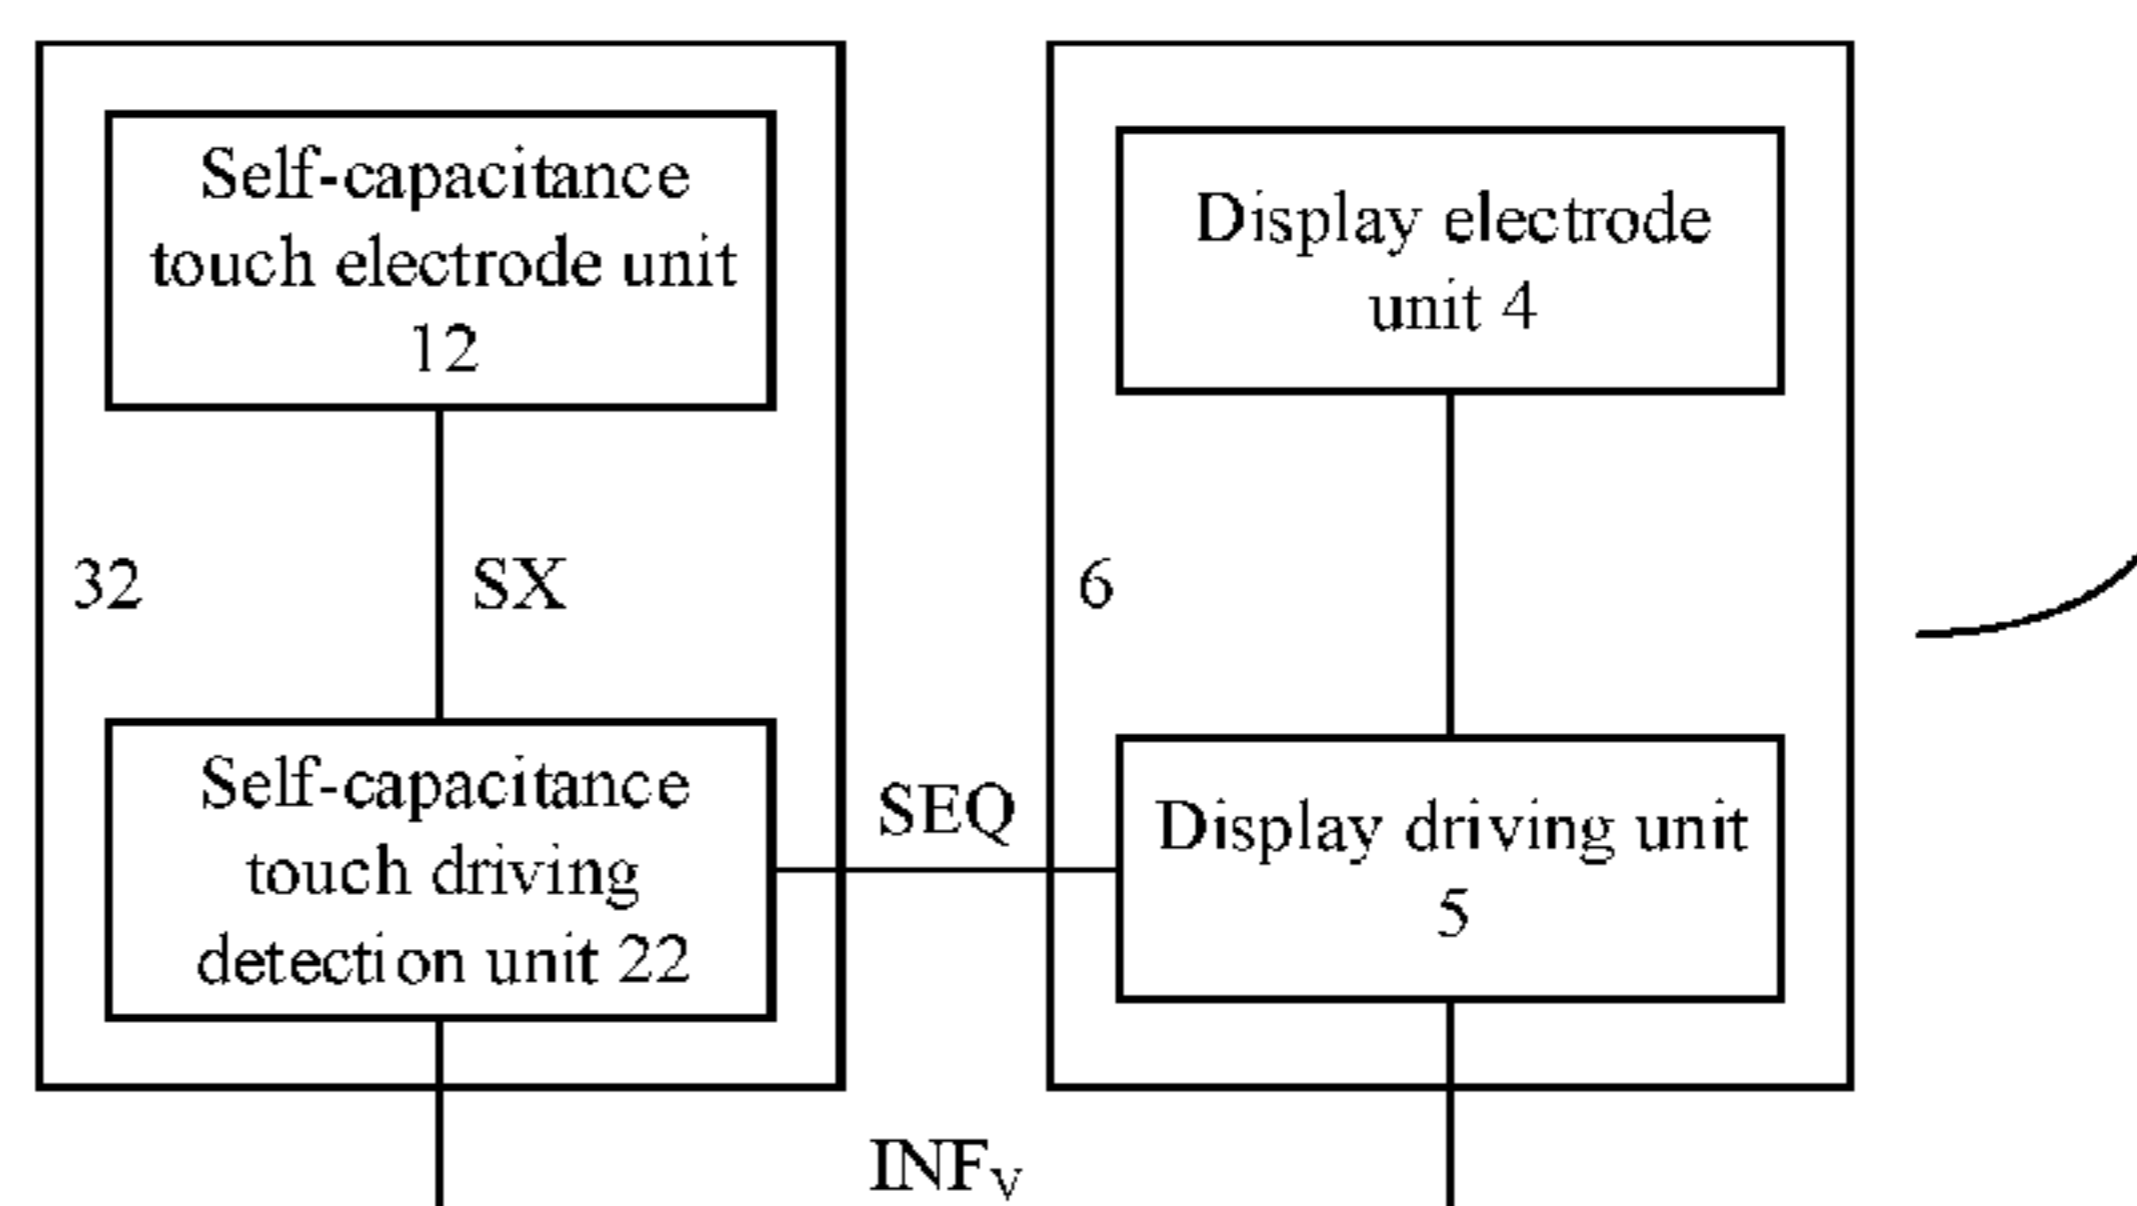 Self-capacitance
touch electrode unit
12
Display electrode
unit 4
32
SX
6
Self-capacitance
touch driving
detection unit 22
SEQ
Display driving unit
5
INFV